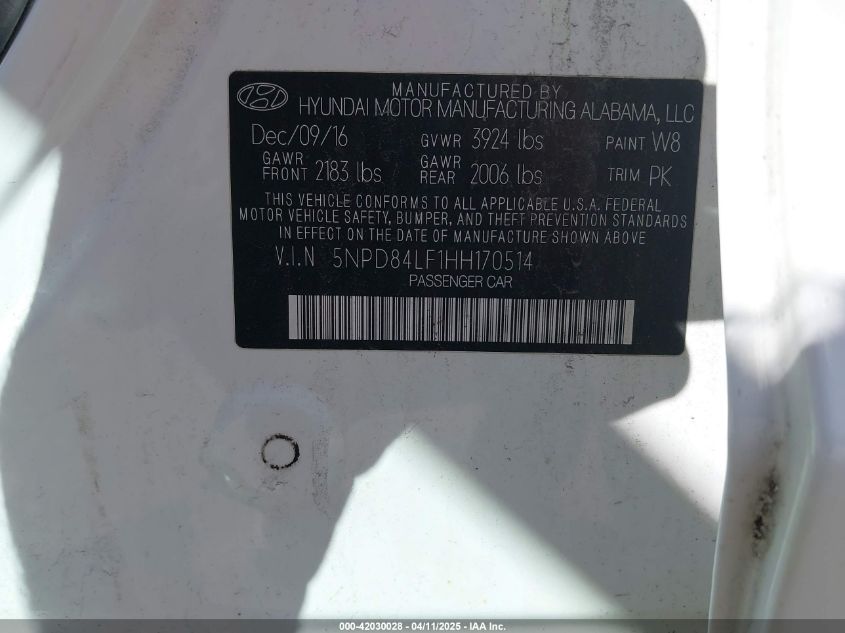 MANUFACTURED BY
HYUNDAI MOTOR MANUFACTURING ALABAMA, LLC
Dec/09/16 GVWR 3924 lbs PAINT W8
GAWR FRONT 2183 lbs GAWR REAR 2006 lbs TRIM PK
THIS VEHICLE CONFORMS TO ALL APPLICABLE U.S.A. FEDERAL
MOTOR VEHICLE SAFETY, BUMPER, AND THEFT PREVENTION STANDARDS
IN EFFECT ON THE DATE OF MANUFACTURE SHOWN ABOVE
V.I.N 5NPD84LF1HH170514
PASSENGER CAR
000-42030028 - 04/11/2025 - IAA Inc.